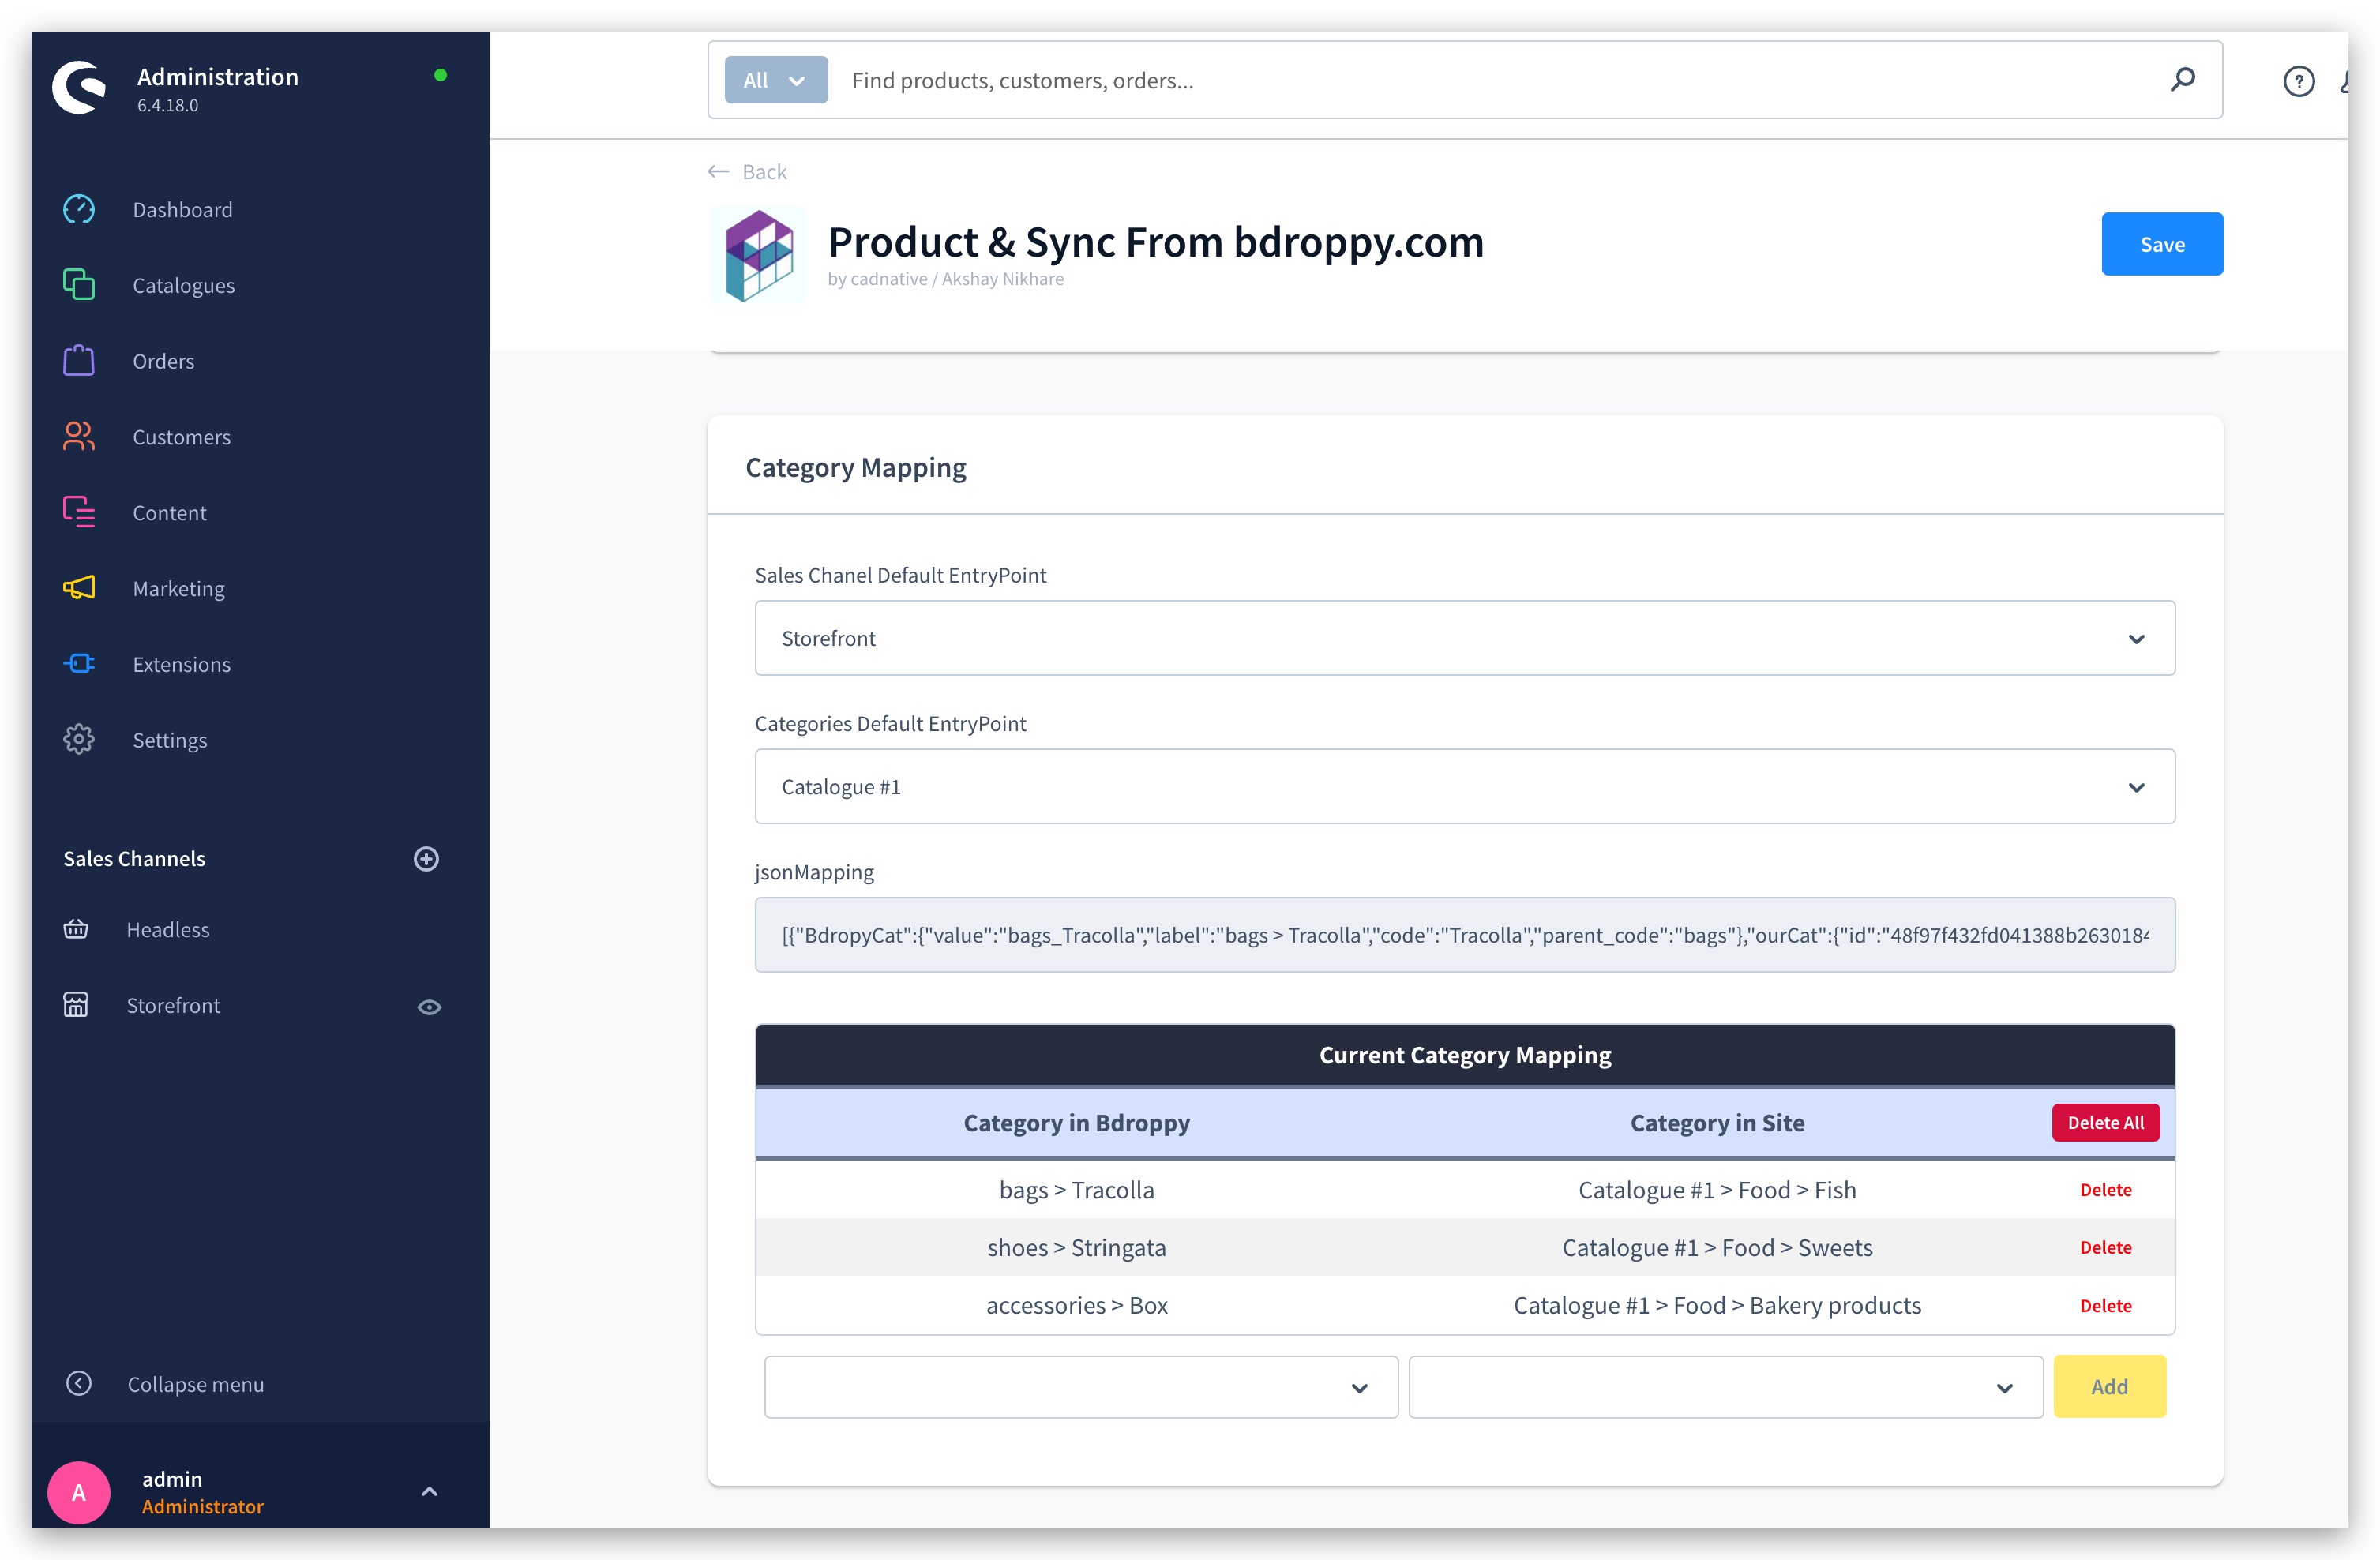 Administration
6.4.18.0
Dashboard
Catalogues
Orders
Customers
Content
Marketing
Extensions
Settings
Sales Channels
Headless
Storefront
Collapse menu
A
admin
Administrator
All
Find products, customers, orders...
?
Back
Product & Sync From bdroppy.com
by cadnative / Akshay Nikhare
Save
Category Mapping
Sales Chanel Default EntryPoint
Storefront
Categories Default EntryPoint
Catalogue #1
jsonMapping
[{"BdropyCat":{"value":"bags_Tracolla","label":"bags > Tracolla","code":"Tracolla","parent_code":"bags"},"ourCat":{"id":"48f97f432fd041388b2630184
Current Category Mapping
Category in Bdroppy Category in Site Delete All
bags > Tracolla Catalogue #1 > Food > Fish Delete
shoes > Stringata Catalogue #1 > Food > Sweets Delete
accessories > Box Catalogue #1 > Food > Bakery products Delete
Add